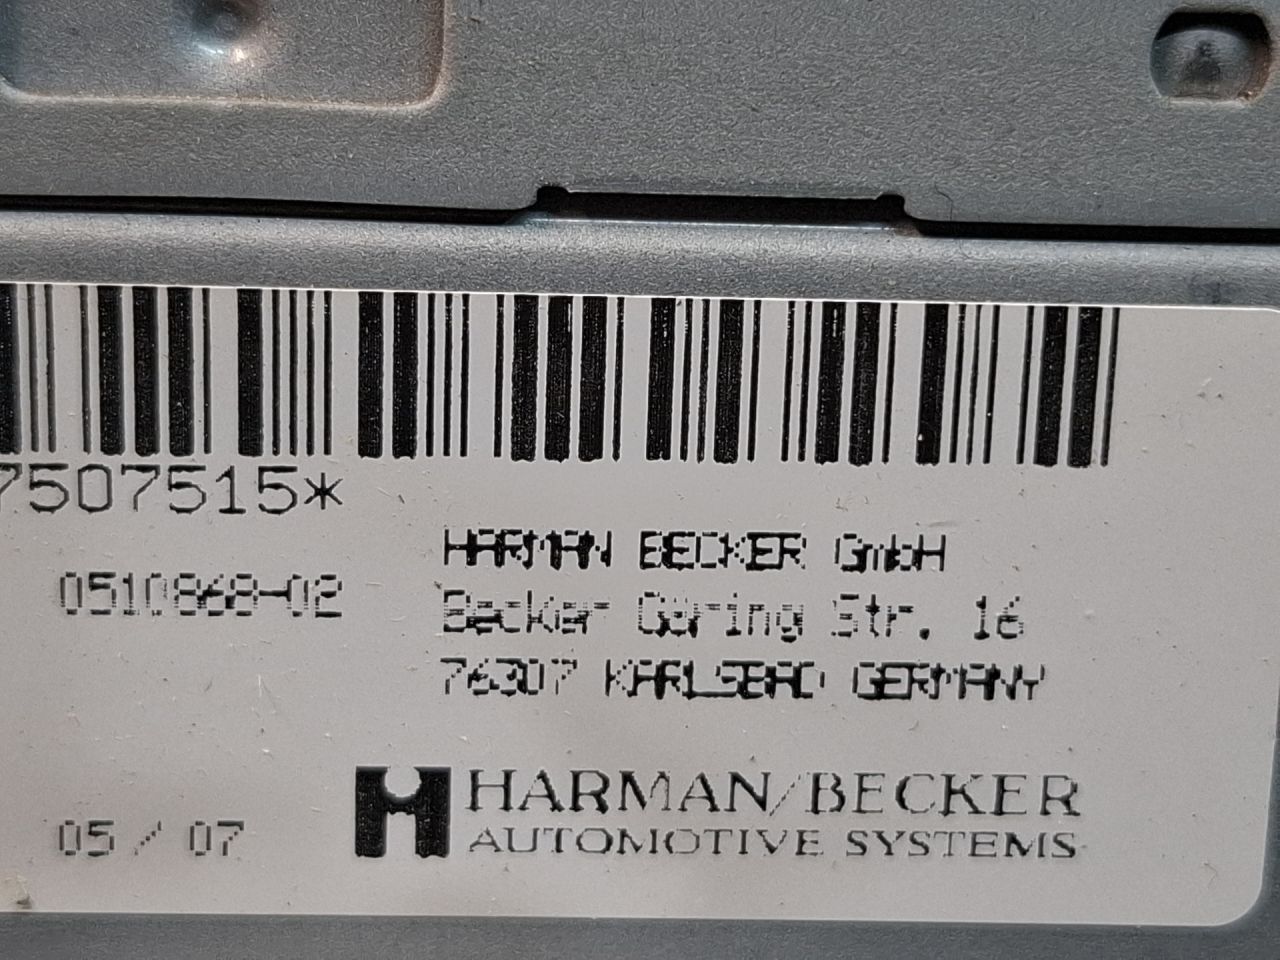 7507515*
0510868-02
HARMAN BECKER GmbH
Becker Göring Str. 16
76307 KARLSBAD GERMANY
05 / 07
HARMAN/BECKER
AUTOMOTIVE SYSTEMS